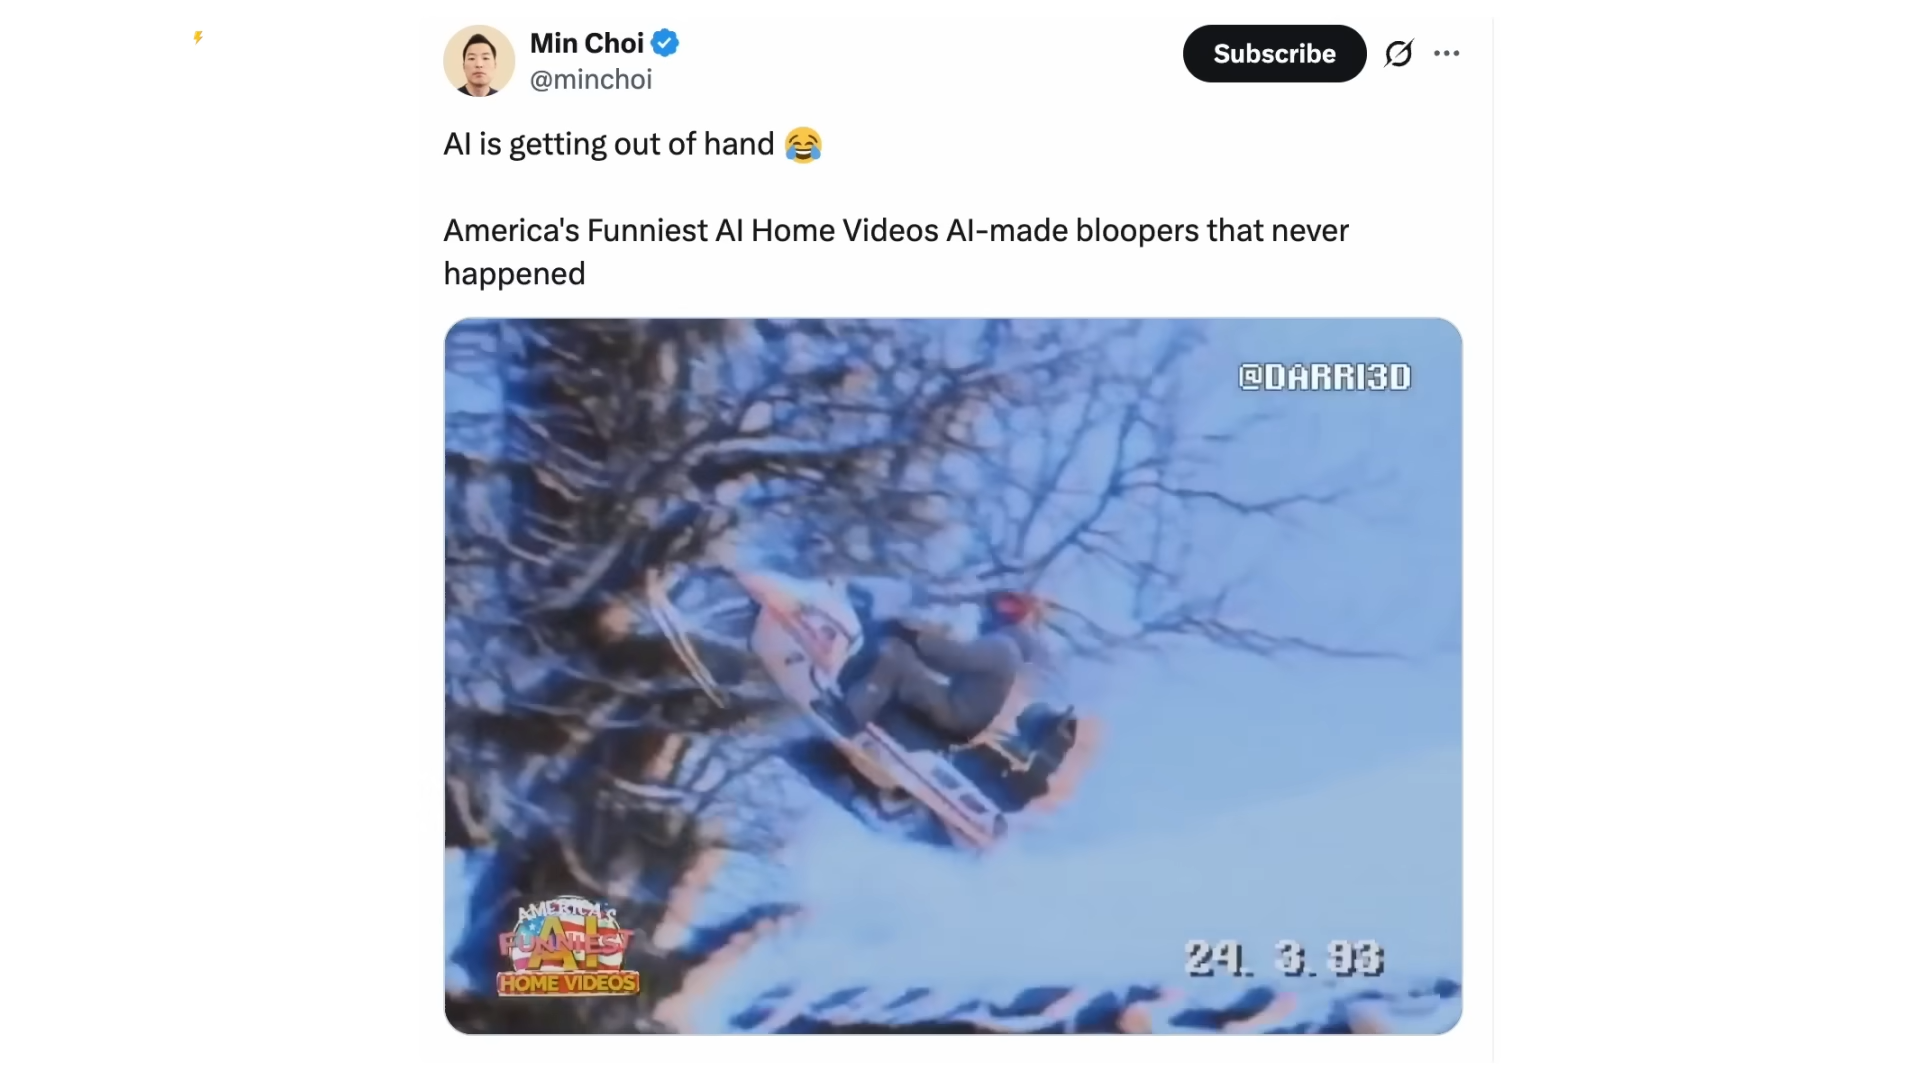 Min Choi
@minchoi
Subscribe
AI is getting out of hand 😂
America's Funniest AI Home Videos AI-made bloopers that never
happened
@DARRI3D
AMERICA'S
FUNNIEST
AI
HOME VIDEOS
24. 3. 93